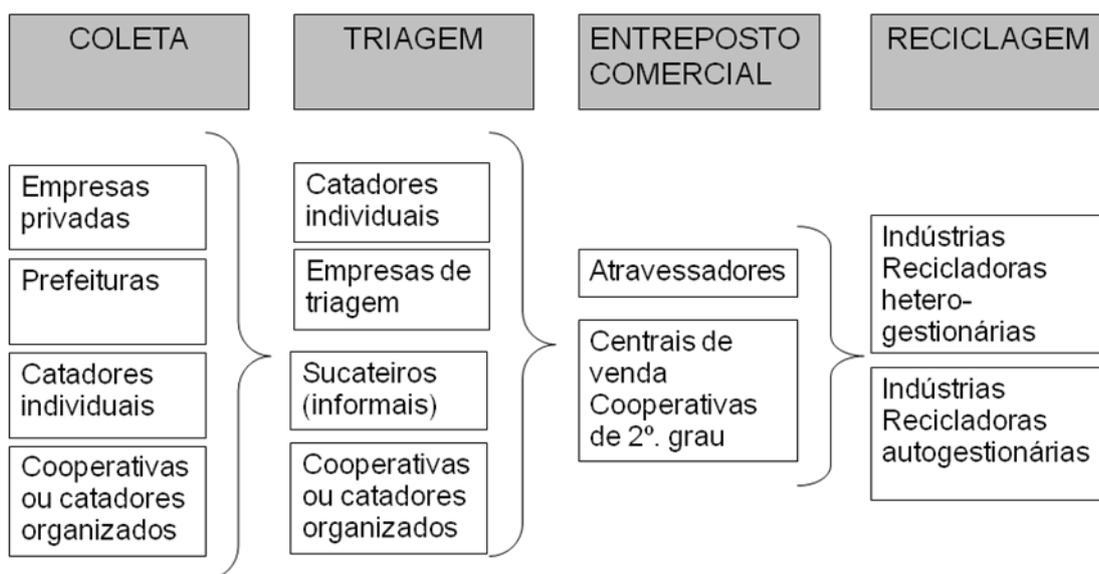 COLETA
TRIAGEM
ENTREPOSTO
COMERCIAL
RECICLAGEM
Empresas
privadas
Prefeituras
Catadores
individuais
Cooperativas
ou catadores
organizados
Catadores
individuais
Empresas de
triagem
Sucateiros
(informais)
Cooperativas
ou catadores
organizados
Atravessadores
Centrais de
venda
Cooperativas
de 2º. grau
Indústrias
Recicladoras
hetero-
gestionárias
Indústrias
Recicladoras
autogestionárias